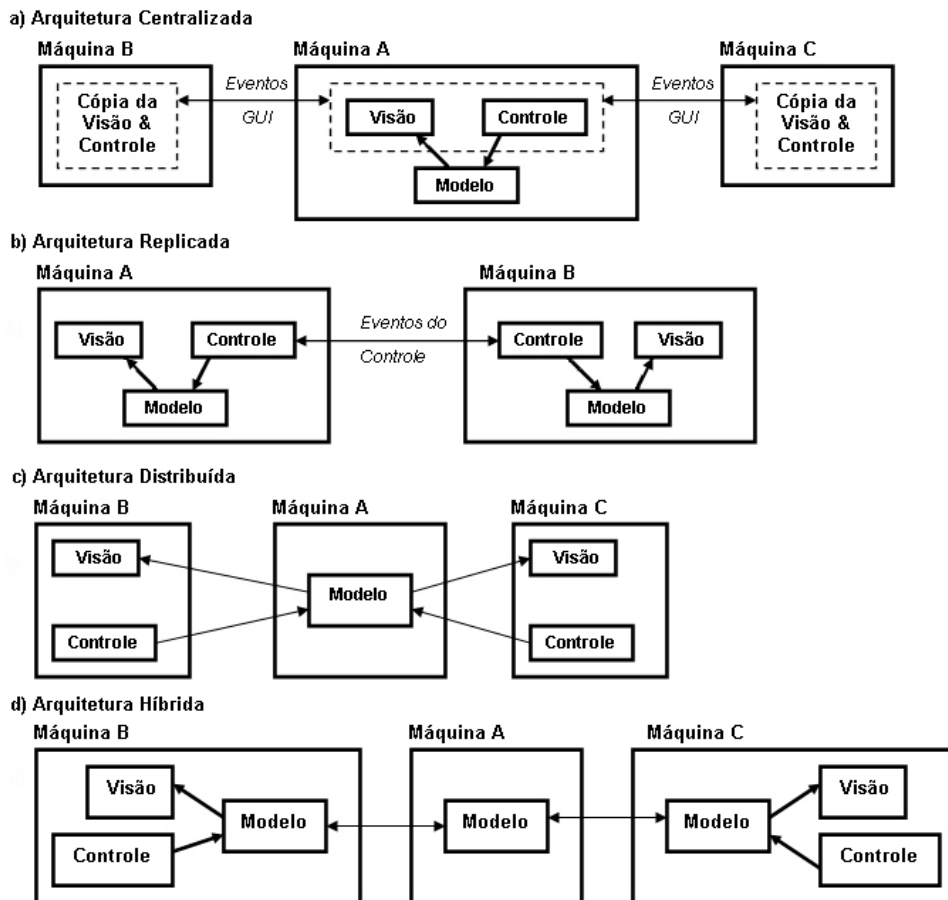 a) Arquitetura Centralizada
Máquina B
Máquina A
Máquina C
Cópia da
Visão &
Controle
Eventos
GUI
Visão
Controle
Modelo
Eventos
GUI
Cópia da
Visão &
Controle
b) Arquitetura Replicada
Máquina A
Máquina B
Visão
Controle
Modelo
Eventos do
Controle
Controle
Visão
Modelo
c) Arquitetura Distribuída
Máquina B
Máquina A
Máquina C
Visão
Controle
Modelo
Visão
Controle
d) Arquitetura Híbrida
Máquina B
Máquina A
Máquina C
Visão
Controle
Modelo
Modelo
Modelo
Visão
Controle